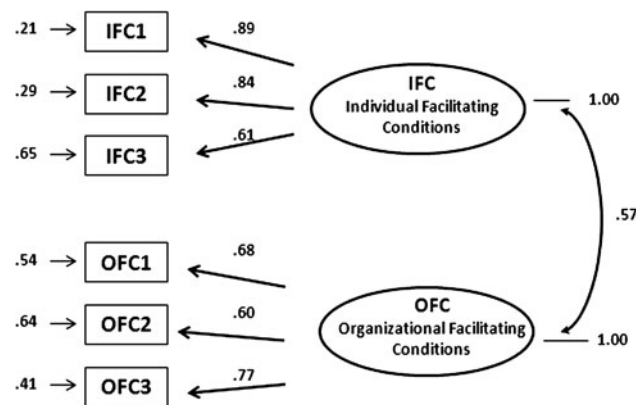 .21 IFC1 .89
.29 IFC2 .84
IFC
Individual Facilitating
Conditions
1.00
.65 IFC3 .61
.57
.54 OFC1 .68
.64 OFC2 .60
OFC
Organizational Facilitating
Conditions
1.00
.41 OFC3 .77